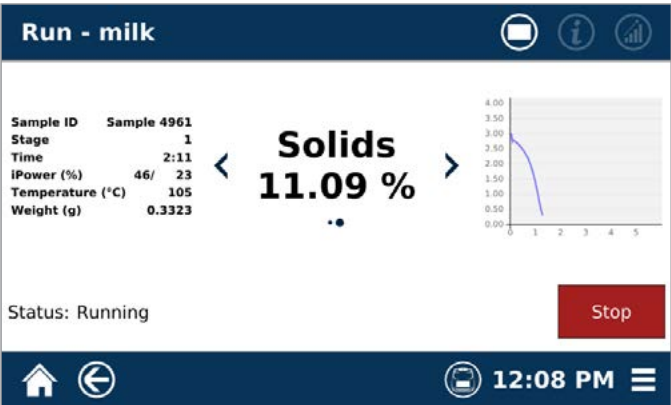 Run - milk
Sample ID Sample 4961
Stage 1
Time 2:11
iPower (%) 46/ 23
Temperature (°C) 105
Weight (g) 0.3323
Solids
11.09 %
4.00
3.50
3.00
2.50
2.00
1.50
1.00
0.50
0.00
0 1 2 3 4 5
Status: Running
Stop
12:08 PM